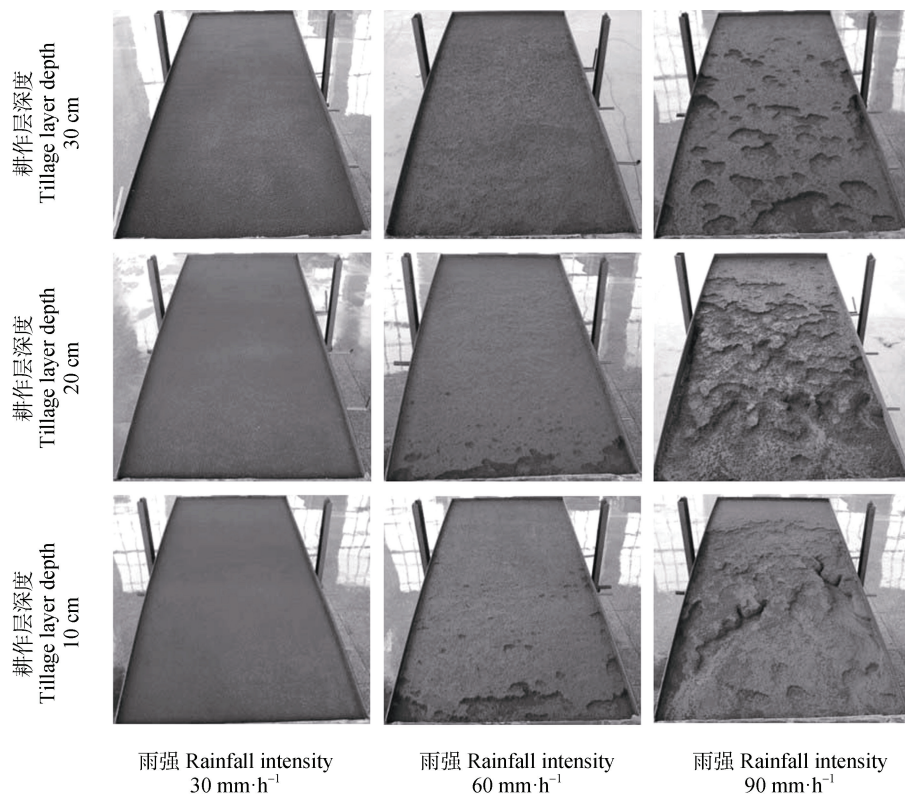 耕作层深度
Tillage layer depth
30 cm
耕作层深度
Tillage layer depth
20 cm
耕作层深度
Tillage layer depth
10 cm
雨强 Rainfall intensity
30 mm·h⁻¹
雨强 Rainfall intensity
60 mm·h⁻¹
雨强 Rainfall intensity
90 mm·h⁻¹